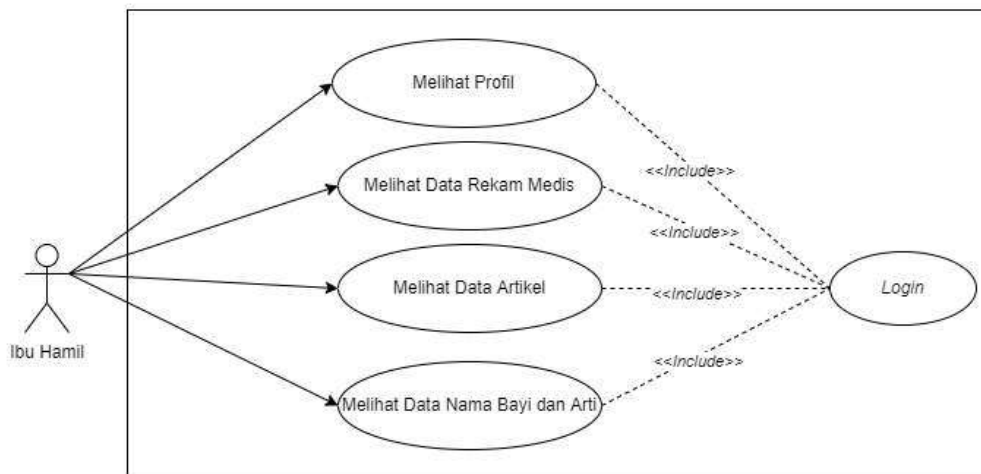 Melihat Profil
<<Include>>
Melihat Data Rekam Medis
<<Include>>
Melihat Data Artikel
<<Include>>
Login
Ibu Hamil
<<Include>>
Melihat Data Nama Bayi dan Arti